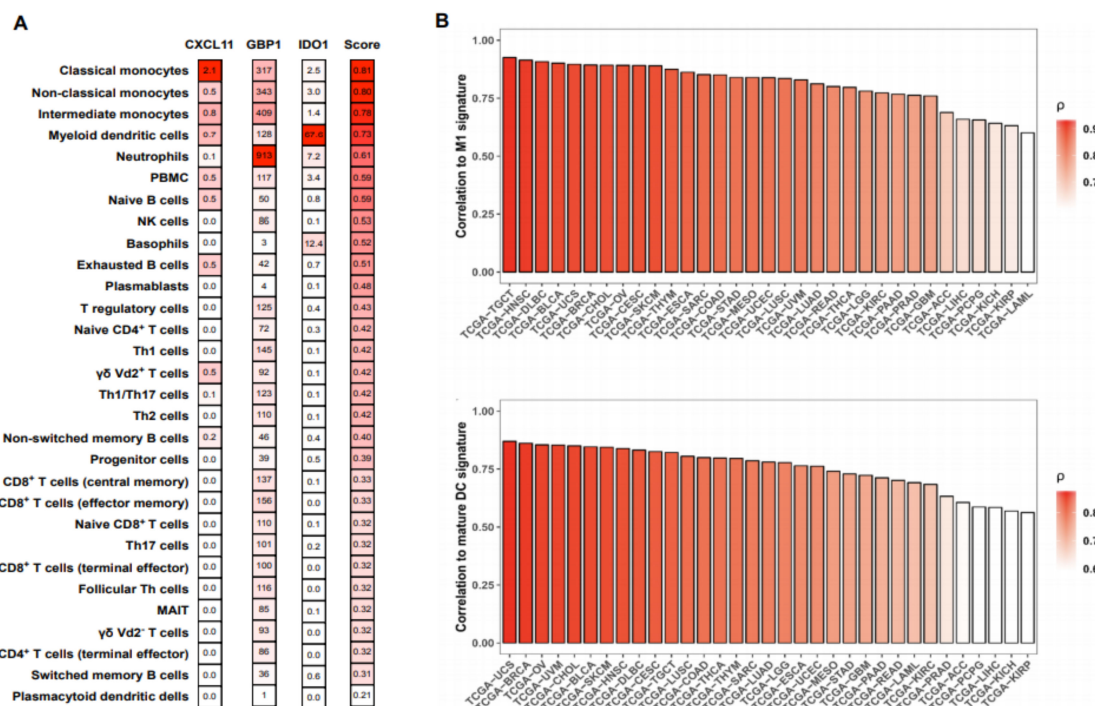 A
CXCL11 GBP1 IDO1 Score
Classical monocytes 2.1 317 2.5 0.81
Non-classical monocytes 0.5 343 3.0 0.80
Intermediate monocytes 0.8 409 1.4 0.78
Myeloid dendritic cells 0.7 128 67.6 0.73
Neutrophils 0.1 913 7.2 0.61
PBMC 0.5 117 3.4 0.59
Naive B cells 0.5 50 0.8 0.59
NK cells 0.0 86 0.1 0.53
Basophils 0.0 3 12.4 0.52
Exhausted B cells 0.5 42 0.7 0.51
Plasmablasts 0.0 4 0.1 0.48
T regulatory cells 0.0 125 0.4 0.43
Naive CD4⁺ T cells 0.0 72 0.3 0.42
Th1 cells 0.0 145 0.1 0.42
γδ Vd2⁺ T cells 0.5 92 0.1 0.42
Th1/Th17 cells 0.1 123 0.1 0.42
Th2 cells 0.0 110 0.1 0.42
Non-switched memory B cells 0.2 46 0.4 0.40
Progenitor cells 0.0 39 0.5 0.39
CD8⁺ T cells (central memory) 0.0 137 0.1 0.33
CD8⁺ T cells (effector memory) 0.0 156 0.0 0.33
Naive CD8⁺ T cells 0.0 110 0.1 0.32
Th17 cells 0.0 101 0.2 0.32
CD8⁺ T cells (terminal effector) 0.0 100 0.0 0.32
Follicular Th cells 0.0 116 0.0 0.32
MAIT 0.0 85 0.1 0.32
γδ Vd2⁻ T cells 0.0 93 0.0 0.32
CD4⁺ T cells (terminal effector) 0.0 86 0.0 0.32
Switched memory B cells 0.0 36 0.6 0.31
Plasmacytoid dendritic dells 0.0 1 0.0 0.21
B
Correlation to M1 signature
1.00
0.75
0.50
0.25
0.00
TCGA-TGCT
TCGA-HNSC
TCGA-DLBC
TCGA-BLCA
TCGA-UCS
TCGA-BRCA
TCGA-CHOL
TCGA-OV
TCGA-CESC
TCGA-SKCM
TCGA-THYM
TCGA-ESCA
TCGA-SARC
TCGA-COAD
TCGA-STAD
TCGA-MESO
TCGA-UCEC
TCGA-LUSC
TCGA-UVM
TCGA-LUAD
TCGA-READ
TCGA-THCA
TCGA-LGG
TCGA-KIRC
TCGA-PAAD
TCGA-PRAD
TCGA-GBM
TCGA-ACC
TCGA-LIHC
TCGA-PCPG
TCGA-KICH
TCGA-KIRP
TCGA-LAML
ρ
0.9
0.8
0.7
Correlation to mature DC signature
1.00
0.75
0.50
0.25
0.00
TCGA-UCS
TCGA-BRCA
TCGA-OV
TCGA-UVM
TCGA-CHOL
TCGA-BLCA
TCGA-SKCM
TCGA-HNSC
TCGA-DLBC
TCGA-CESC
TCGA-TGCT
TCGA-LUSC
TCGA-COAD
TCGA-THCA
TCGA-THYM
TCGA-SARC
TCGA-LUAD
TCGA-LGG
TCGA-ESCA
TCGA-UCEC
TCGA-MESO
TCGA-STAD
TCGA-GBM
TCGA-PAAD
TCGA-READ
TCGA-LAML
TCGA-KIRC
TCGA-PRAD
TCGA-ACC
TCGA-PCPG
TCGA-LIHC
TCGA-KICH
TCGA-KIRP
ρ
0.8
0.7
0.6